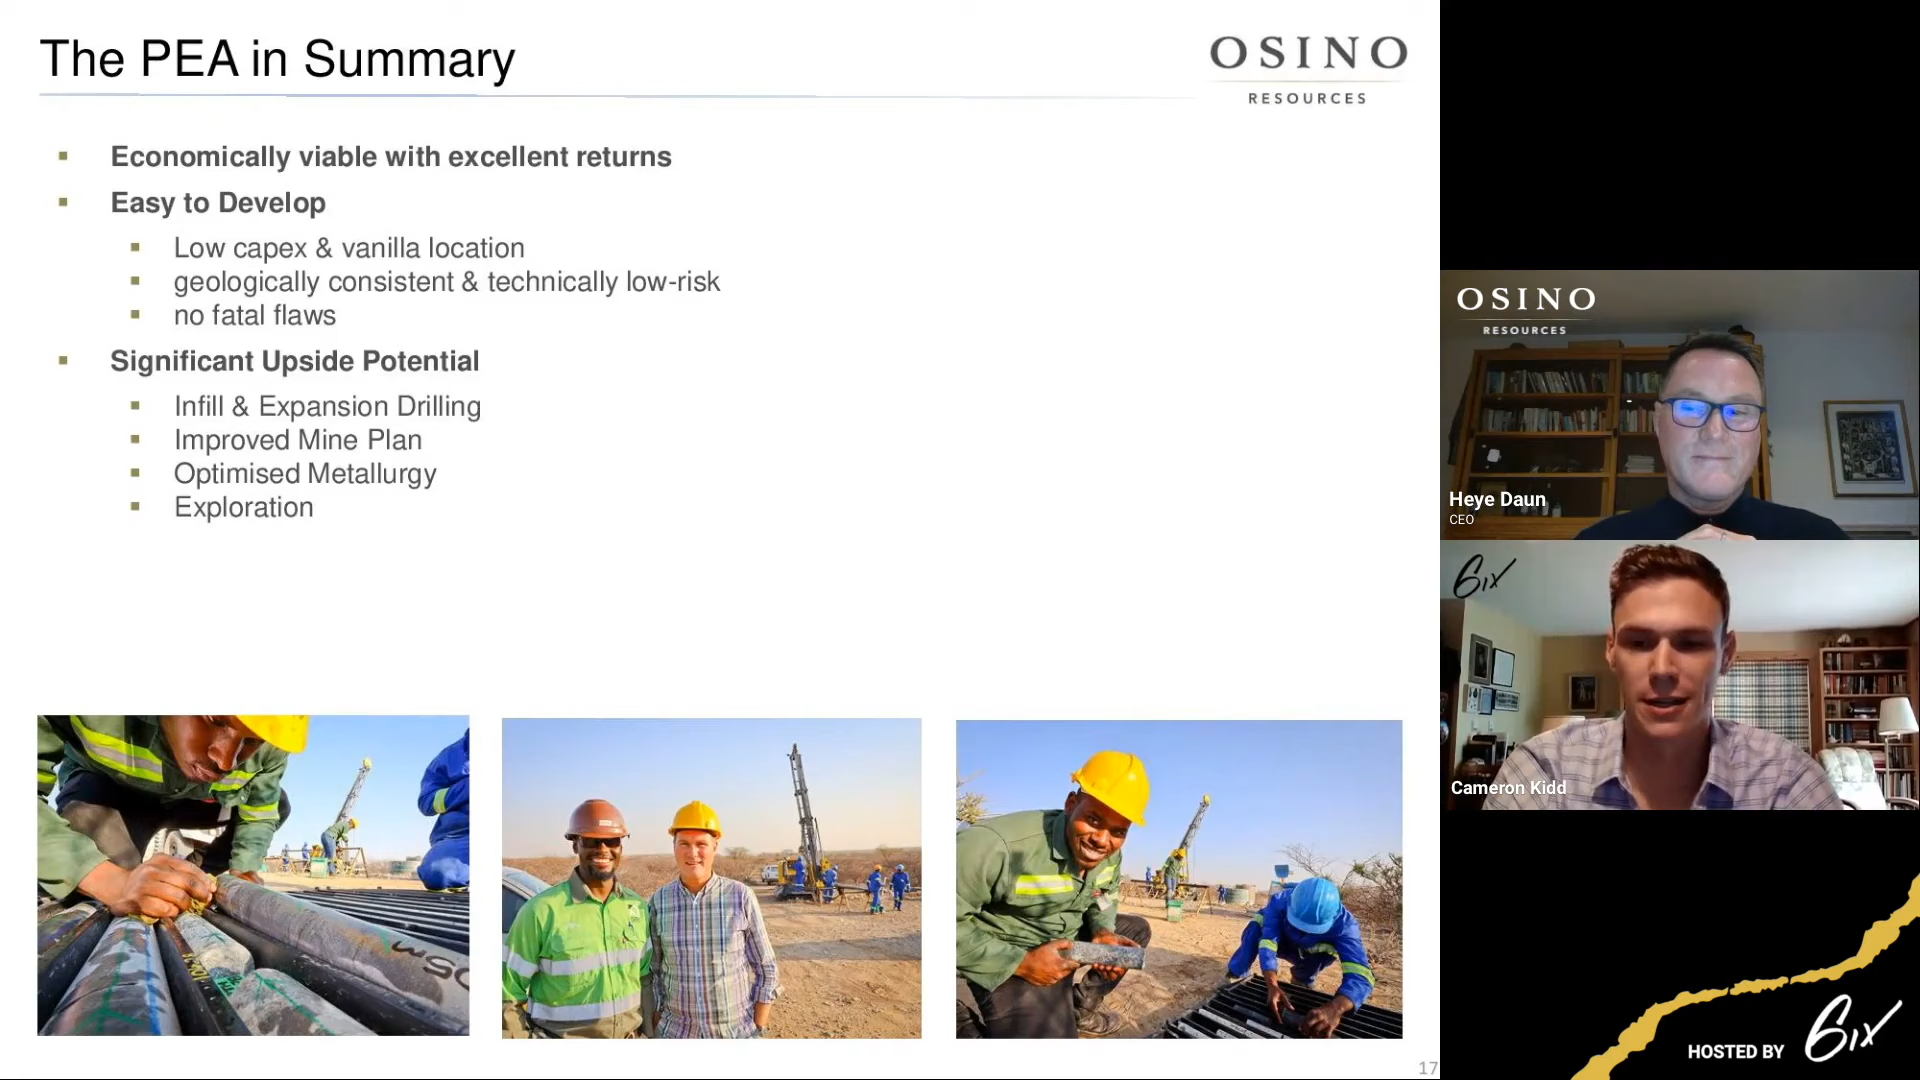 The PEA in Summary
OSINO
RESOURCES
Economically viable with excellent returns
Easy to Develop
Low capex & vanilla location
geologically consistent & technically low-risk
no fatal flaws
Significant Upside Potential
Infill & Expansion Drilling
Improved Mine Plan
Optimised Metallurgy
Exploration
17
OSINO
RESOURCES
Heye Daun
CEO
6ix
Cameron Kidd
HOSTED BY 6ix